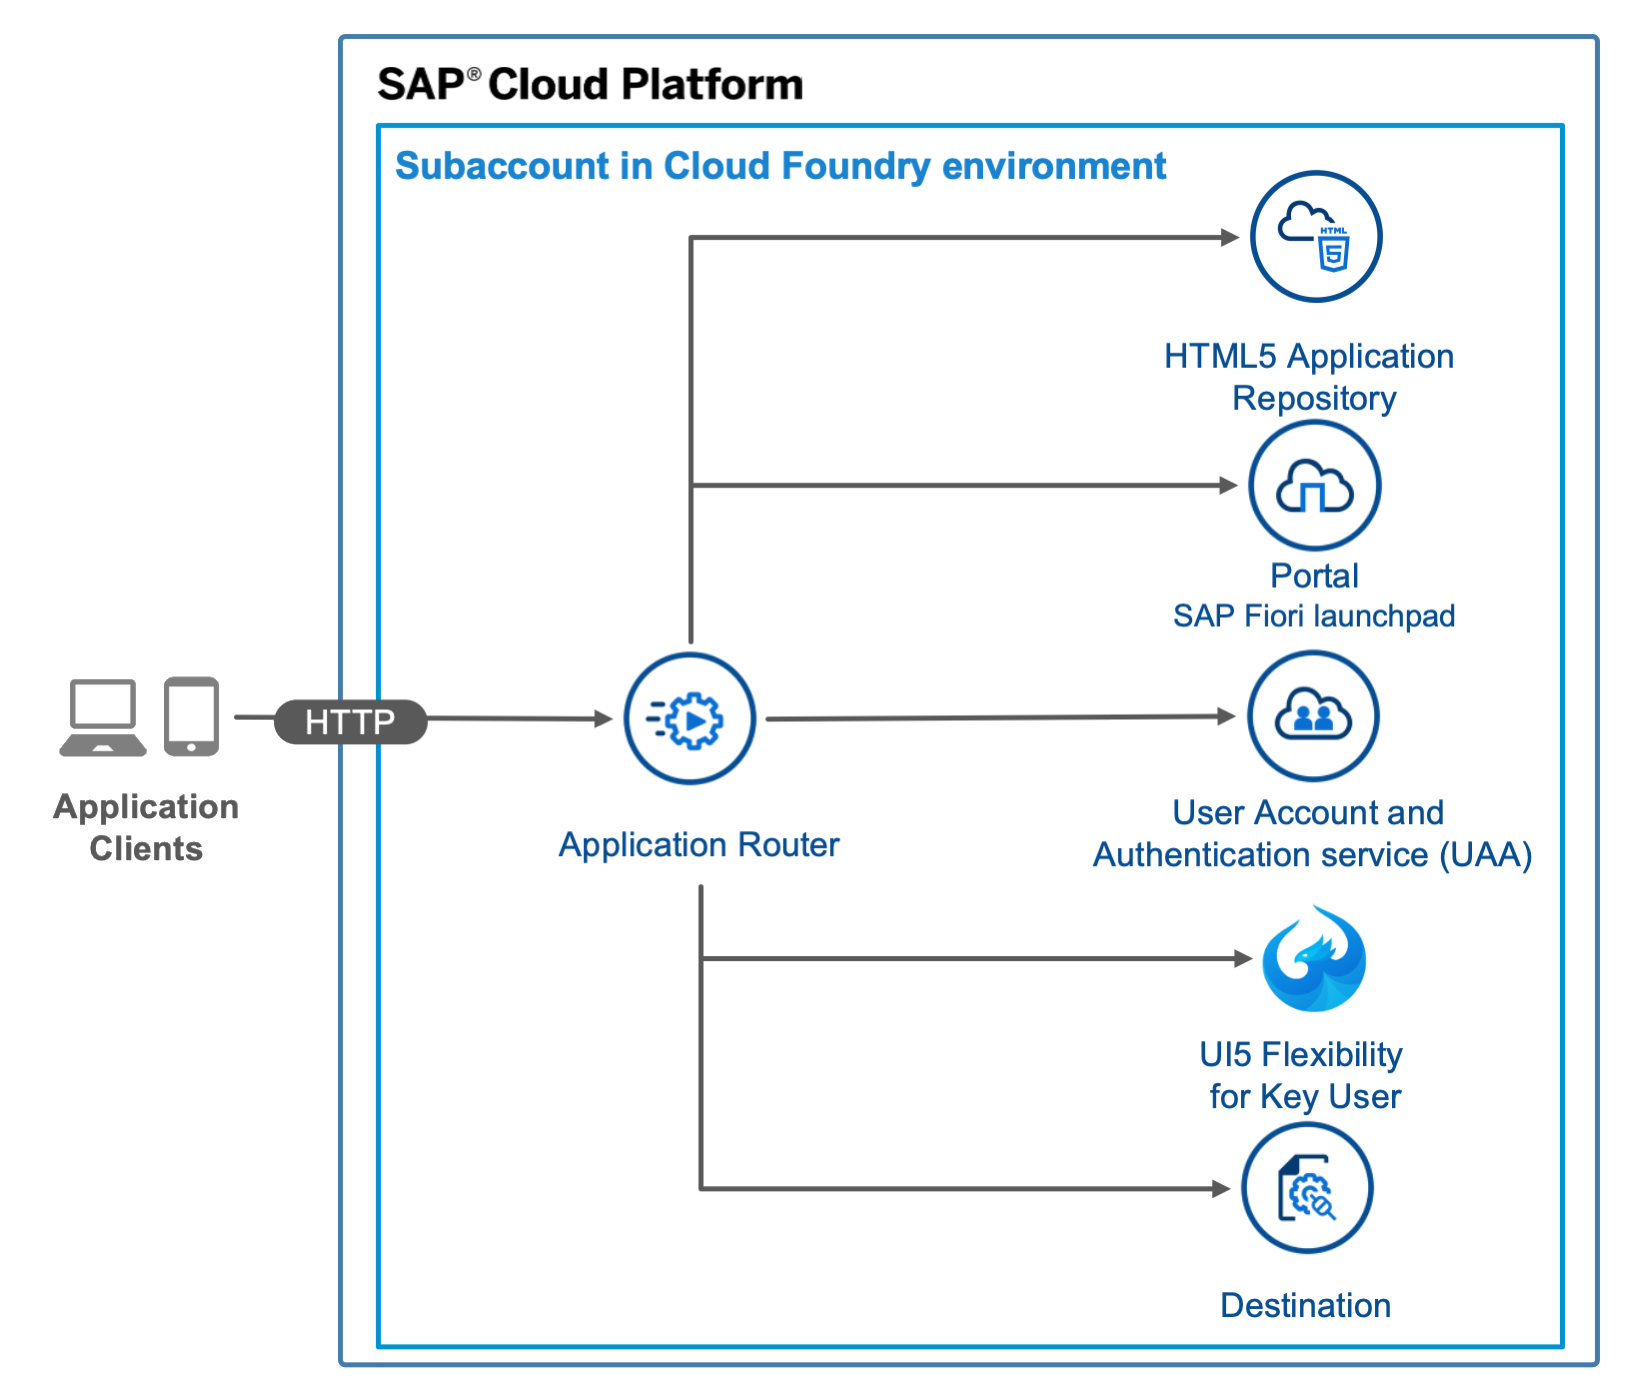 SAP® Cloud Platform
Subaccount in Cloud Foundry environment
HTML
5
HTML5 Application
Repository
Portal
SAP Fiori launchpad
HTTP
Application
Clients
Application Router
User Account and
Authentication service (UAA)
UI5 Flexibility
for Key User
Destination